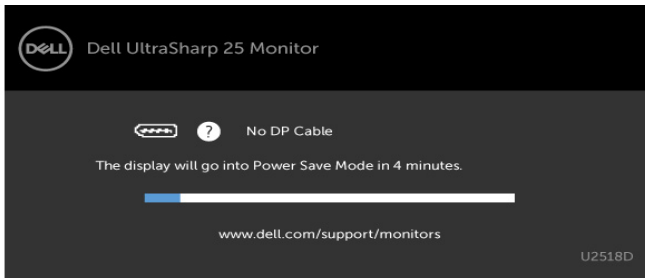 DELL
Dell UltraSharp 25 Monitor
? No DP Cable
The display will go into Power Save Mode in 4 minutes.
www.dell.com/support/monitors
U2518D